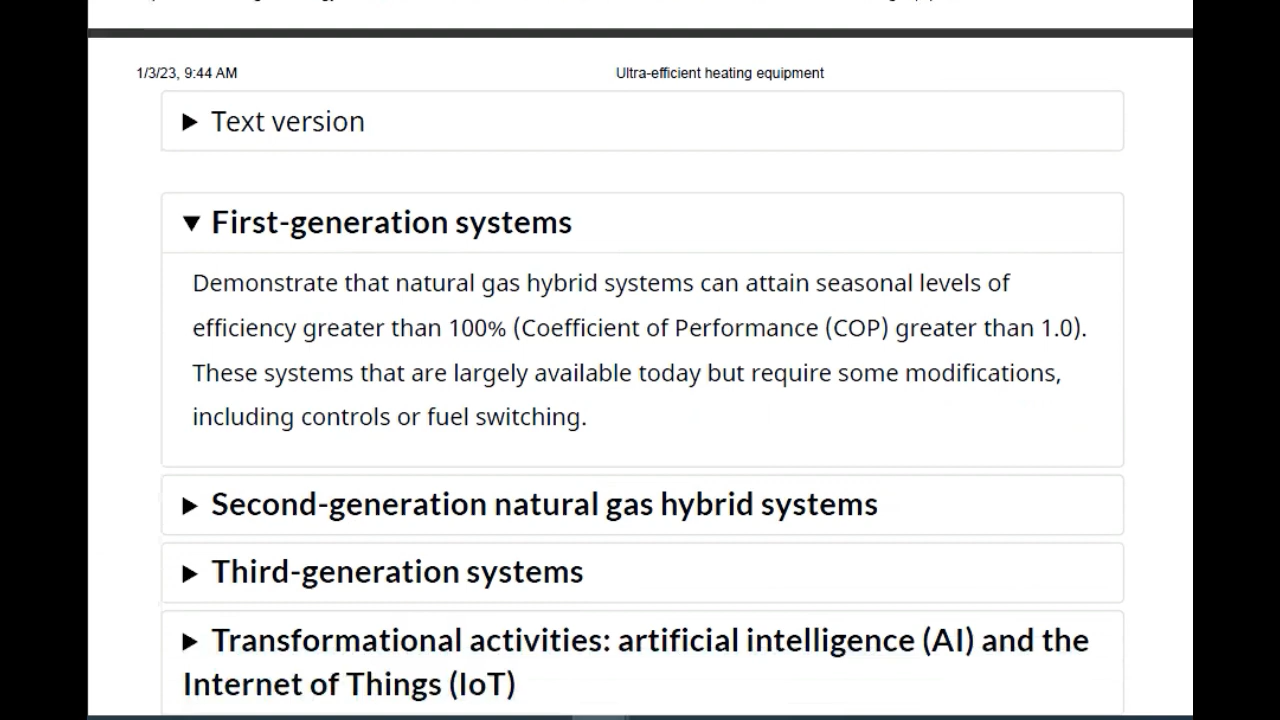 1/3/23, 9:44 AM
Ultra-efficient heating equipment
Text version
First-generation systems
Demonstrate that natural gas hybrid systems can attain seasonal levels of
efficiency greater than 100% (Coefficient of Performance (COP) greater than 1.0).
These systems that are largely available today but require some modifications,
including controls or fuel switching.
Second-generation natural gas hybrid systems
Third-generation systems
Transformational activities: artificial intelligence (AI) and the
Internet of Things (IoT)